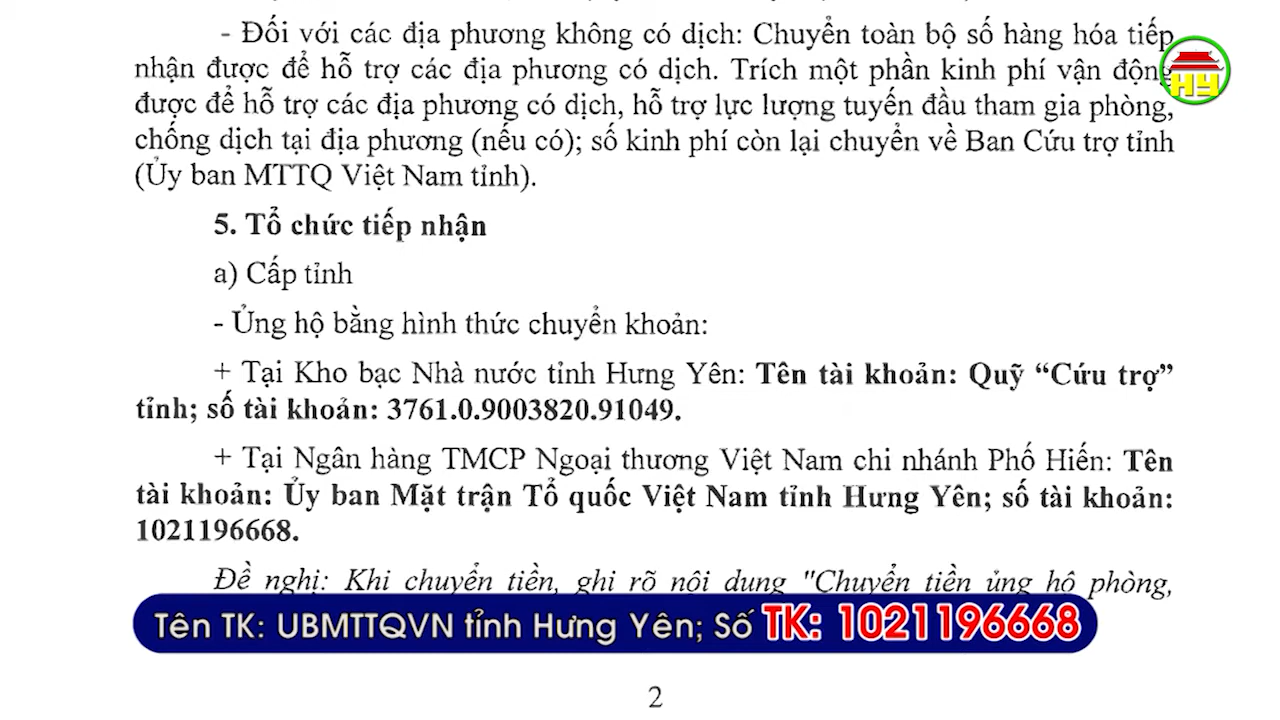 - Đối với các địa phương không có dịch: Chuyển toàn bộ số hàng hóa tiếp
nhận được để hỗ trợ các địa phương có dịch. Trích một phần kinh phí vận động
được để hỗ trợ các địa phương có dịch, hỗ trợ lực lượng tuyến đầu tham gia phòng,
chống dịch tại địa phương (nếu có); số kinh phí còn lại chuyển về Ban Cứu trợ tỉnh
(Ủy ban MTTQ Việt Nam tỉnh).
HY
5. Tổ chức tiếp nhận
a) Cấp tỉnh
- Ủng hộ bằng hình thức chuyển khoản:
+ Tại Kho bạc Nhà nước tỉnh Hưng Yên: Tên tài khoản: Quỹ “Cứu trợ”
tỉnh; số tài khoản: 3761.0.9003820.91049.
+ Tại Ngân hàng TMCP Ngoại thương Việt Nam chi nhánh Phố Hiến: Tên
tài khoản: Ủy ban Mặt trận Tổ quốc Việt Nam tỉnh Hưng Yên; số tài khoản:
1021196668.
Đề nghị: Khi chuyển tiền, ghi rõ nội dung "Chuyển tiền ủng hộ phòng,
Tên TK: UBMTTQVN tỉnh Hưng Yên; Số TK: 1021196668
2